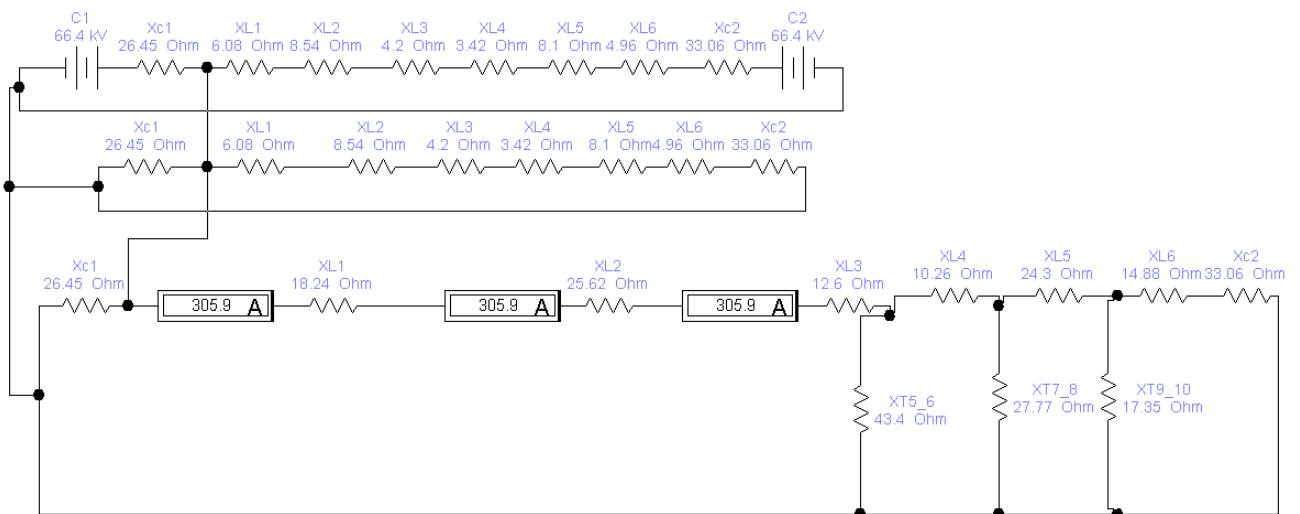 C1
66.4 kV
Xc1
26.45 Ohm
XL1
6.08 Ohm
XL2
8.54 Ohm
XL3
4.2 Ohm
XL4
3.42 Ohm
XL5
8.1 Ohm
XL6
4.96 Ohm
Xc2
33.06 Ohm
C2
66.4 kV
Xc1
26.45 Ohm
XL1
6.08 Ohm
XL2
8.54 Ohm
XL3
4.2 Ohm
XL4
3.42 Ohm
XL5
8.1 Ohm
XL6
4.96 Ohm
Xc2
33.06 Ohm
Xc1
26.45 Ohm
305.9 A
XL1
18.24 Ohm
305.9 A
XL2
25.62 Ohm
305.9 A
XL3
12.6 Ohm
XL4
10.26 Ohm
XL5
24.3 Ohm
XL6
14.88 Ohm
Xc2
33.06 Ohm
XT5_6
43.4 Ohm
XT7_8
27.77 Ohm
XT9_10
17.35 Ohm